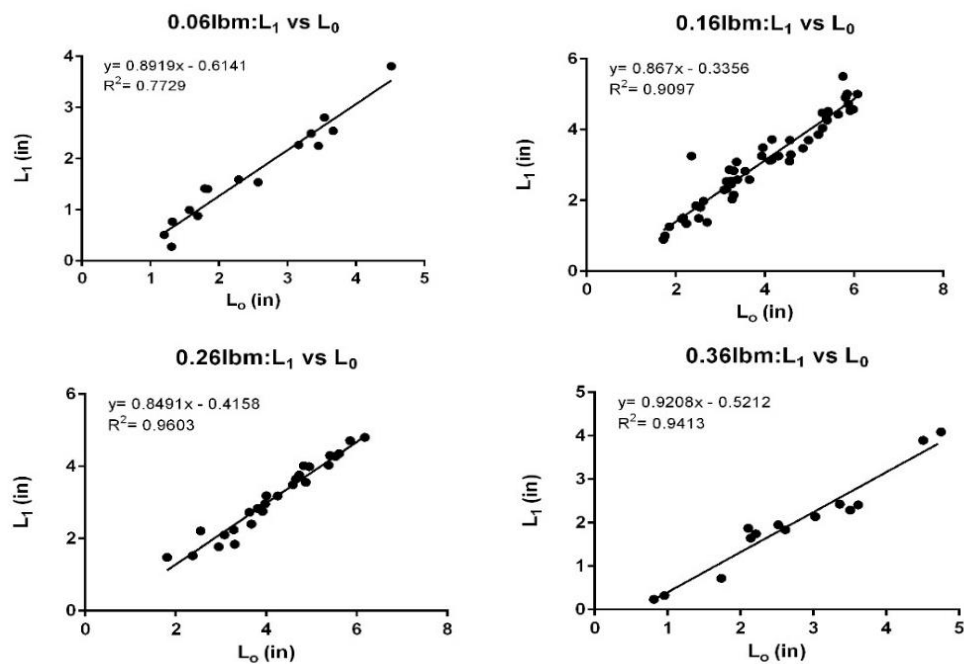 0.06lbm:L₁ vs L₀
y= 0.8919x - 0.6141
R²= 0.7729
4
3
2
1
0
L₁ (in)
0 1 2 3 4 5
Lₒ (in)
0.16lbm:L₁ vs L₀
y= 0.867x - 0.3356
R²= 0.9097
6
4
2
0
L₁ (in)
0 2 4 6 8
Lₒ (in)
0.26lbm:L₁ vs L₀
y= 0.8491x - 0.4158
R²= 0.9603
6
4
2
0
L₁ (in)
0 2 4 6 8
Lₒ (in)
0.36lbm:L₁ vs L₀
y= 0.9208x - 0.5212
R²= 0.9413
5
4
3
2
1
0
L₁ (in)
0 1 2 3 4 5
Lₒ (in)